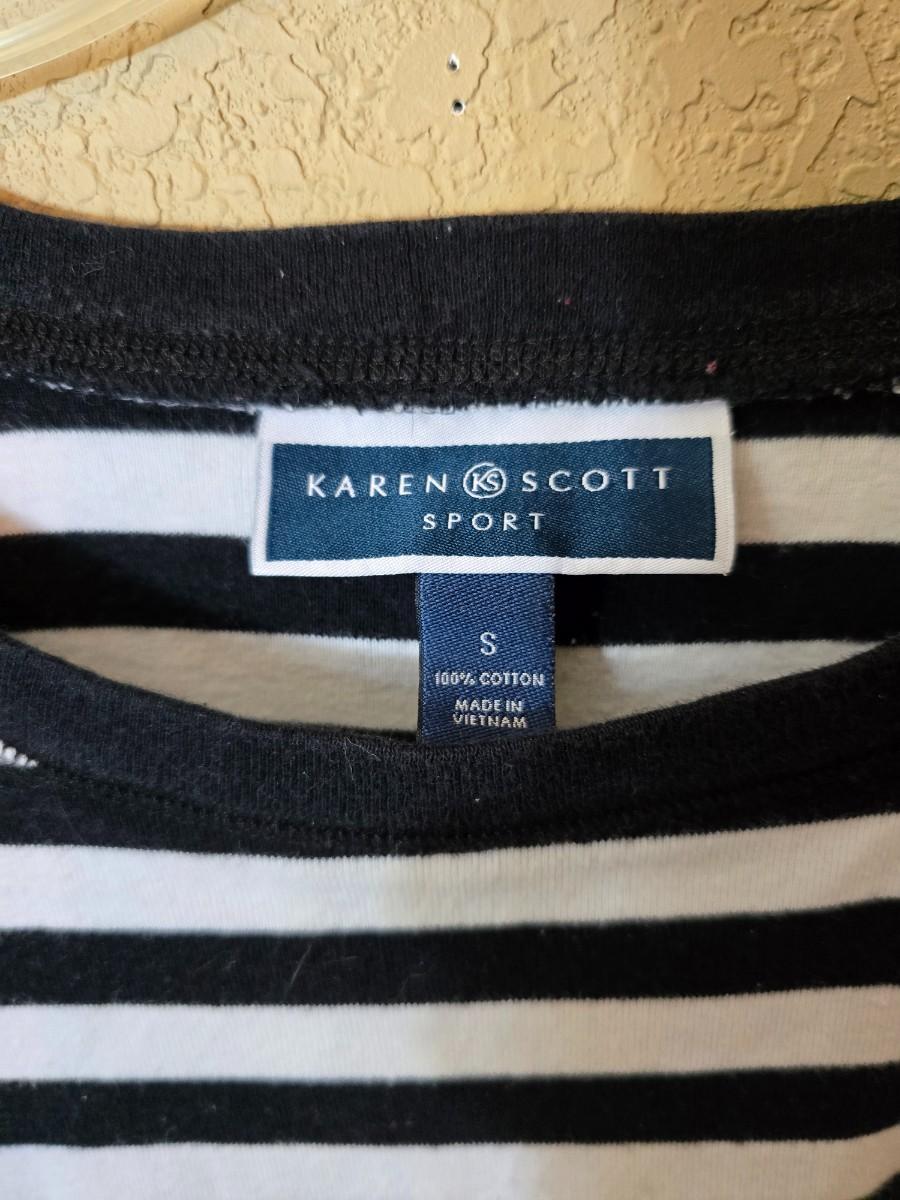 KAREN KS SCOTT
SPORT
S
100% COTTON
MADE IN
VIETNAM